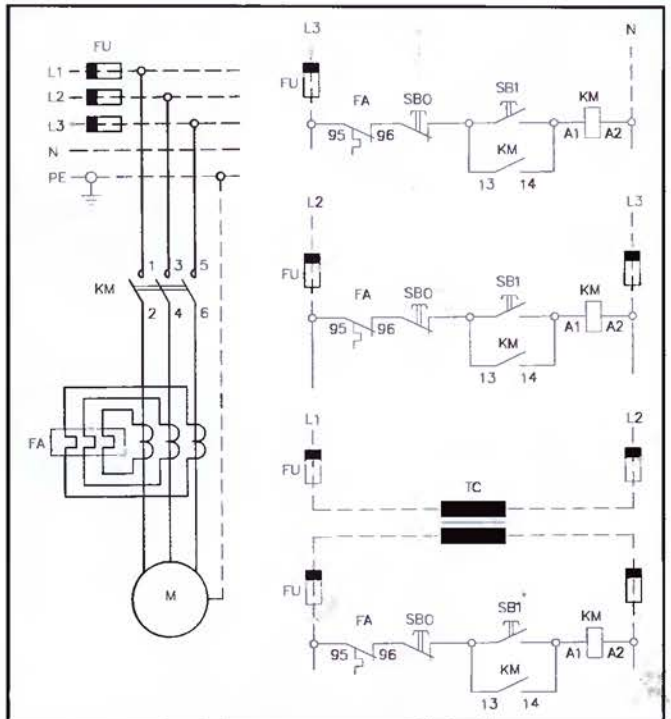 FU
L1
L2
L3
N
PE
1 3 5
KM
2 4 6
FA
M
L3 N
FU
FA SB0 SB1 KM
95 96 A1 A2
KM
13 14
L2 L3
FU
FA SB0 SB1 KM
95 96 A1 A2
KM
13 14
L1 L2
FU
TC
FU
FA SB0 SB1 KM
95 96 A1 A2
KM
13 14